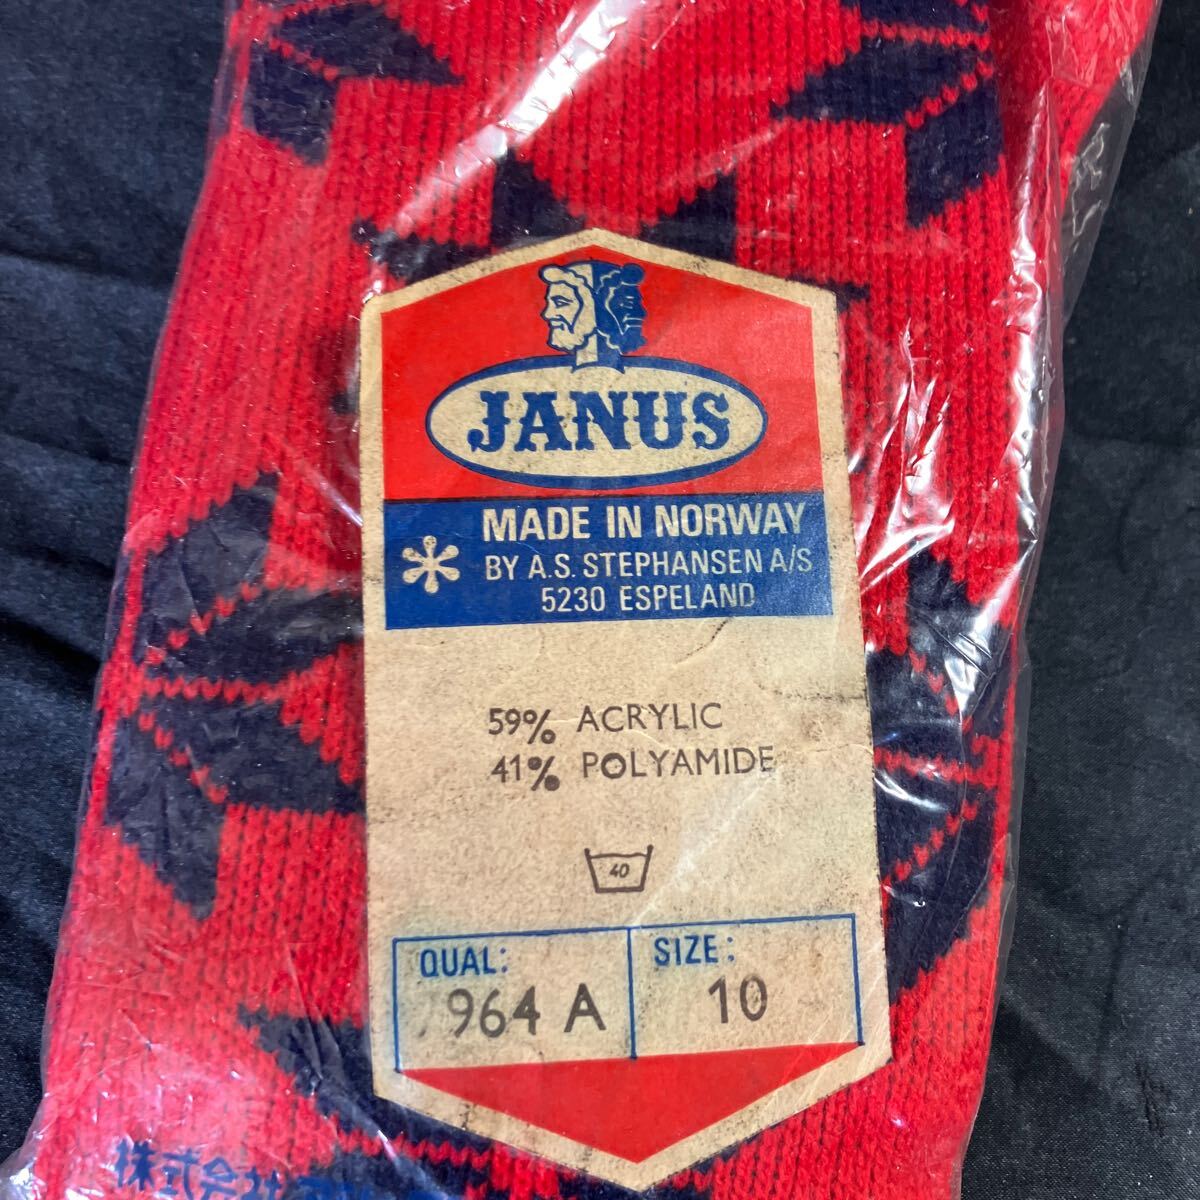 JANUS
MADE IN NORWAY
BY A.S. STEPHANSEN A/S
5230 ESPELAND
59% ACRYLIC
41% POLYAMIDE
40
QUAL:
964 A
SIZE:
10
株式会社